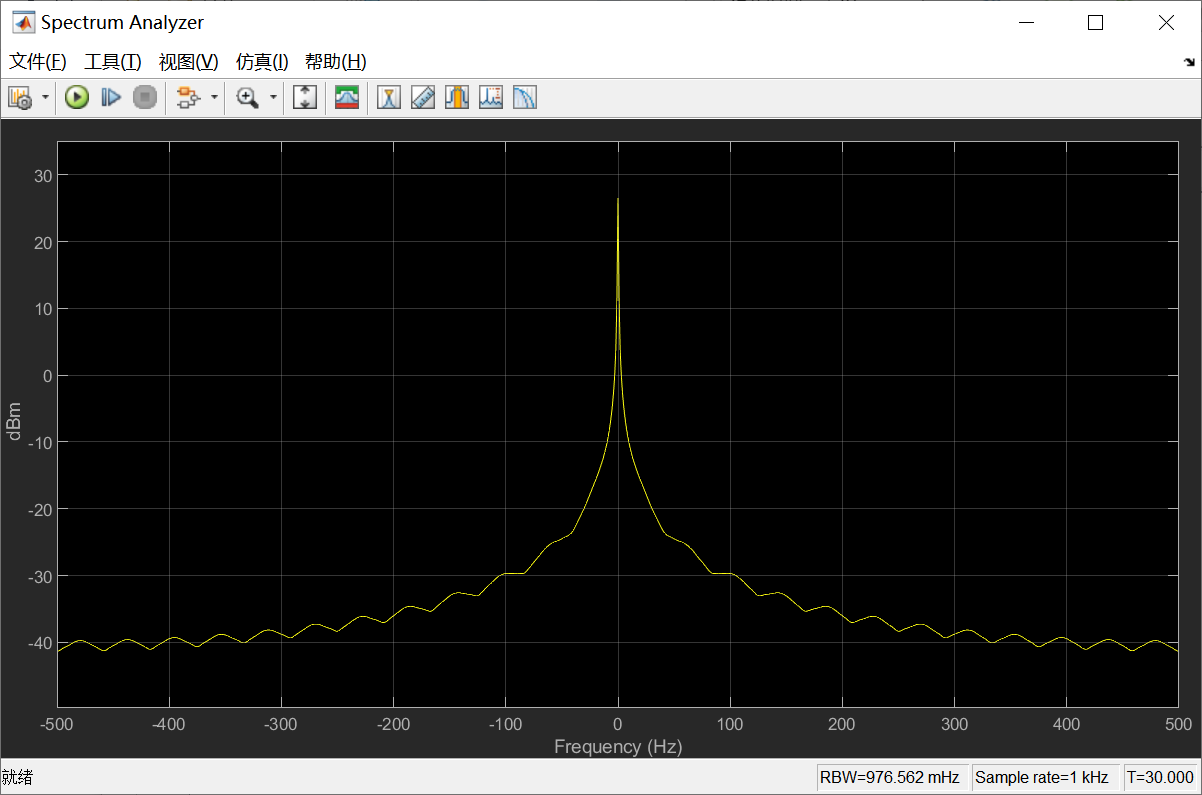 Spectrum Analyzer
文件(F) 工具(T) 视图(V) 仿真(I) 帮助(H)
30
20
10
0
-10
-20
-30
-40
dBm
-500 -400 -300 -200 -100 0 100 200 300 400 500
Frequency (Hz)
就绪 RBW=976.562 mHz Sample rate=1 kHz T=30.000